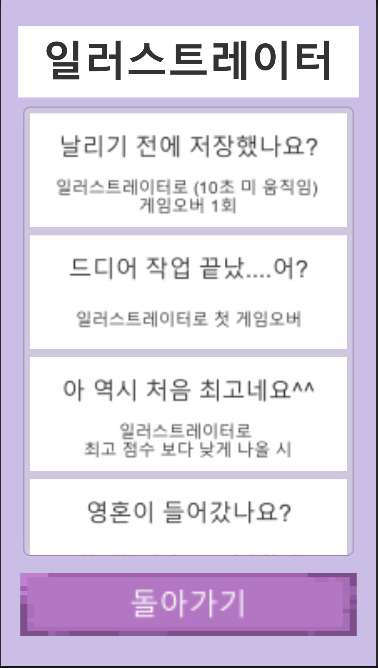 일러스트레이터
날리기 전에 저장했나요?
일러스트레이터로 (10초 미 움직임)
게임오버 1회
드디어 작업 끝났....어?
일러스트레이터로 첫 게임오버
아 역시 처음 최고네요^^
일러스트레이터로
최고 점수 보다 낮게 나올 시
영혼이 들어갔나요?
돌아가기